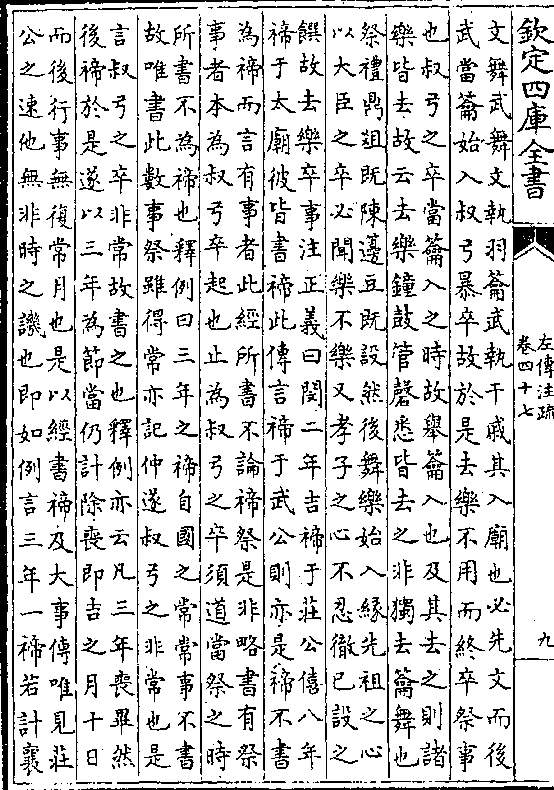 欽定四庫全書
左傳注疏
卷四十七
九
文舞武舞文執羽籥武執干戚其入廟也必先文而後
武當籥始入叔弓暴卒故於是去樂不用而終卒祭事
也叔弓之卒當籥入之時故舉籥入也及其去之則諸
樂皆去故云去樂鐘鼓管磬悉皆去之非獨去籥舞也
祭禮鼎俎既陳籩豆既設然後舞樂始入緣先祖之心
以大臣之卒必聞樂不樂又孝子之心不忍徹已設之
饌故去樂卒事注正義曰閔二年吉禘于莊公僖八年
禘于太廟彼皆書禘此傳言禘于武公則亦是禘不書
為禘而言有事者此經所書不論禘祭是非略書有祭
事者本為叔弓卒起也止為叔弓之卒須道當祭之時
所書不為禘也釋例曰三年之禘自國之常常事不書
故唯書此數事祭雖得常亦記仲遂叔弓之非常也是
言叔弓之卒非常故書之也釋例亦云凡三年喪畢然
後禘於是遂以三年為節當仍計除喪即吉之月十日
而後行事無復常月也是以經書禘及大事傳唯見莊
公之速他無非時之譏也即如例言三年一禘若計襄